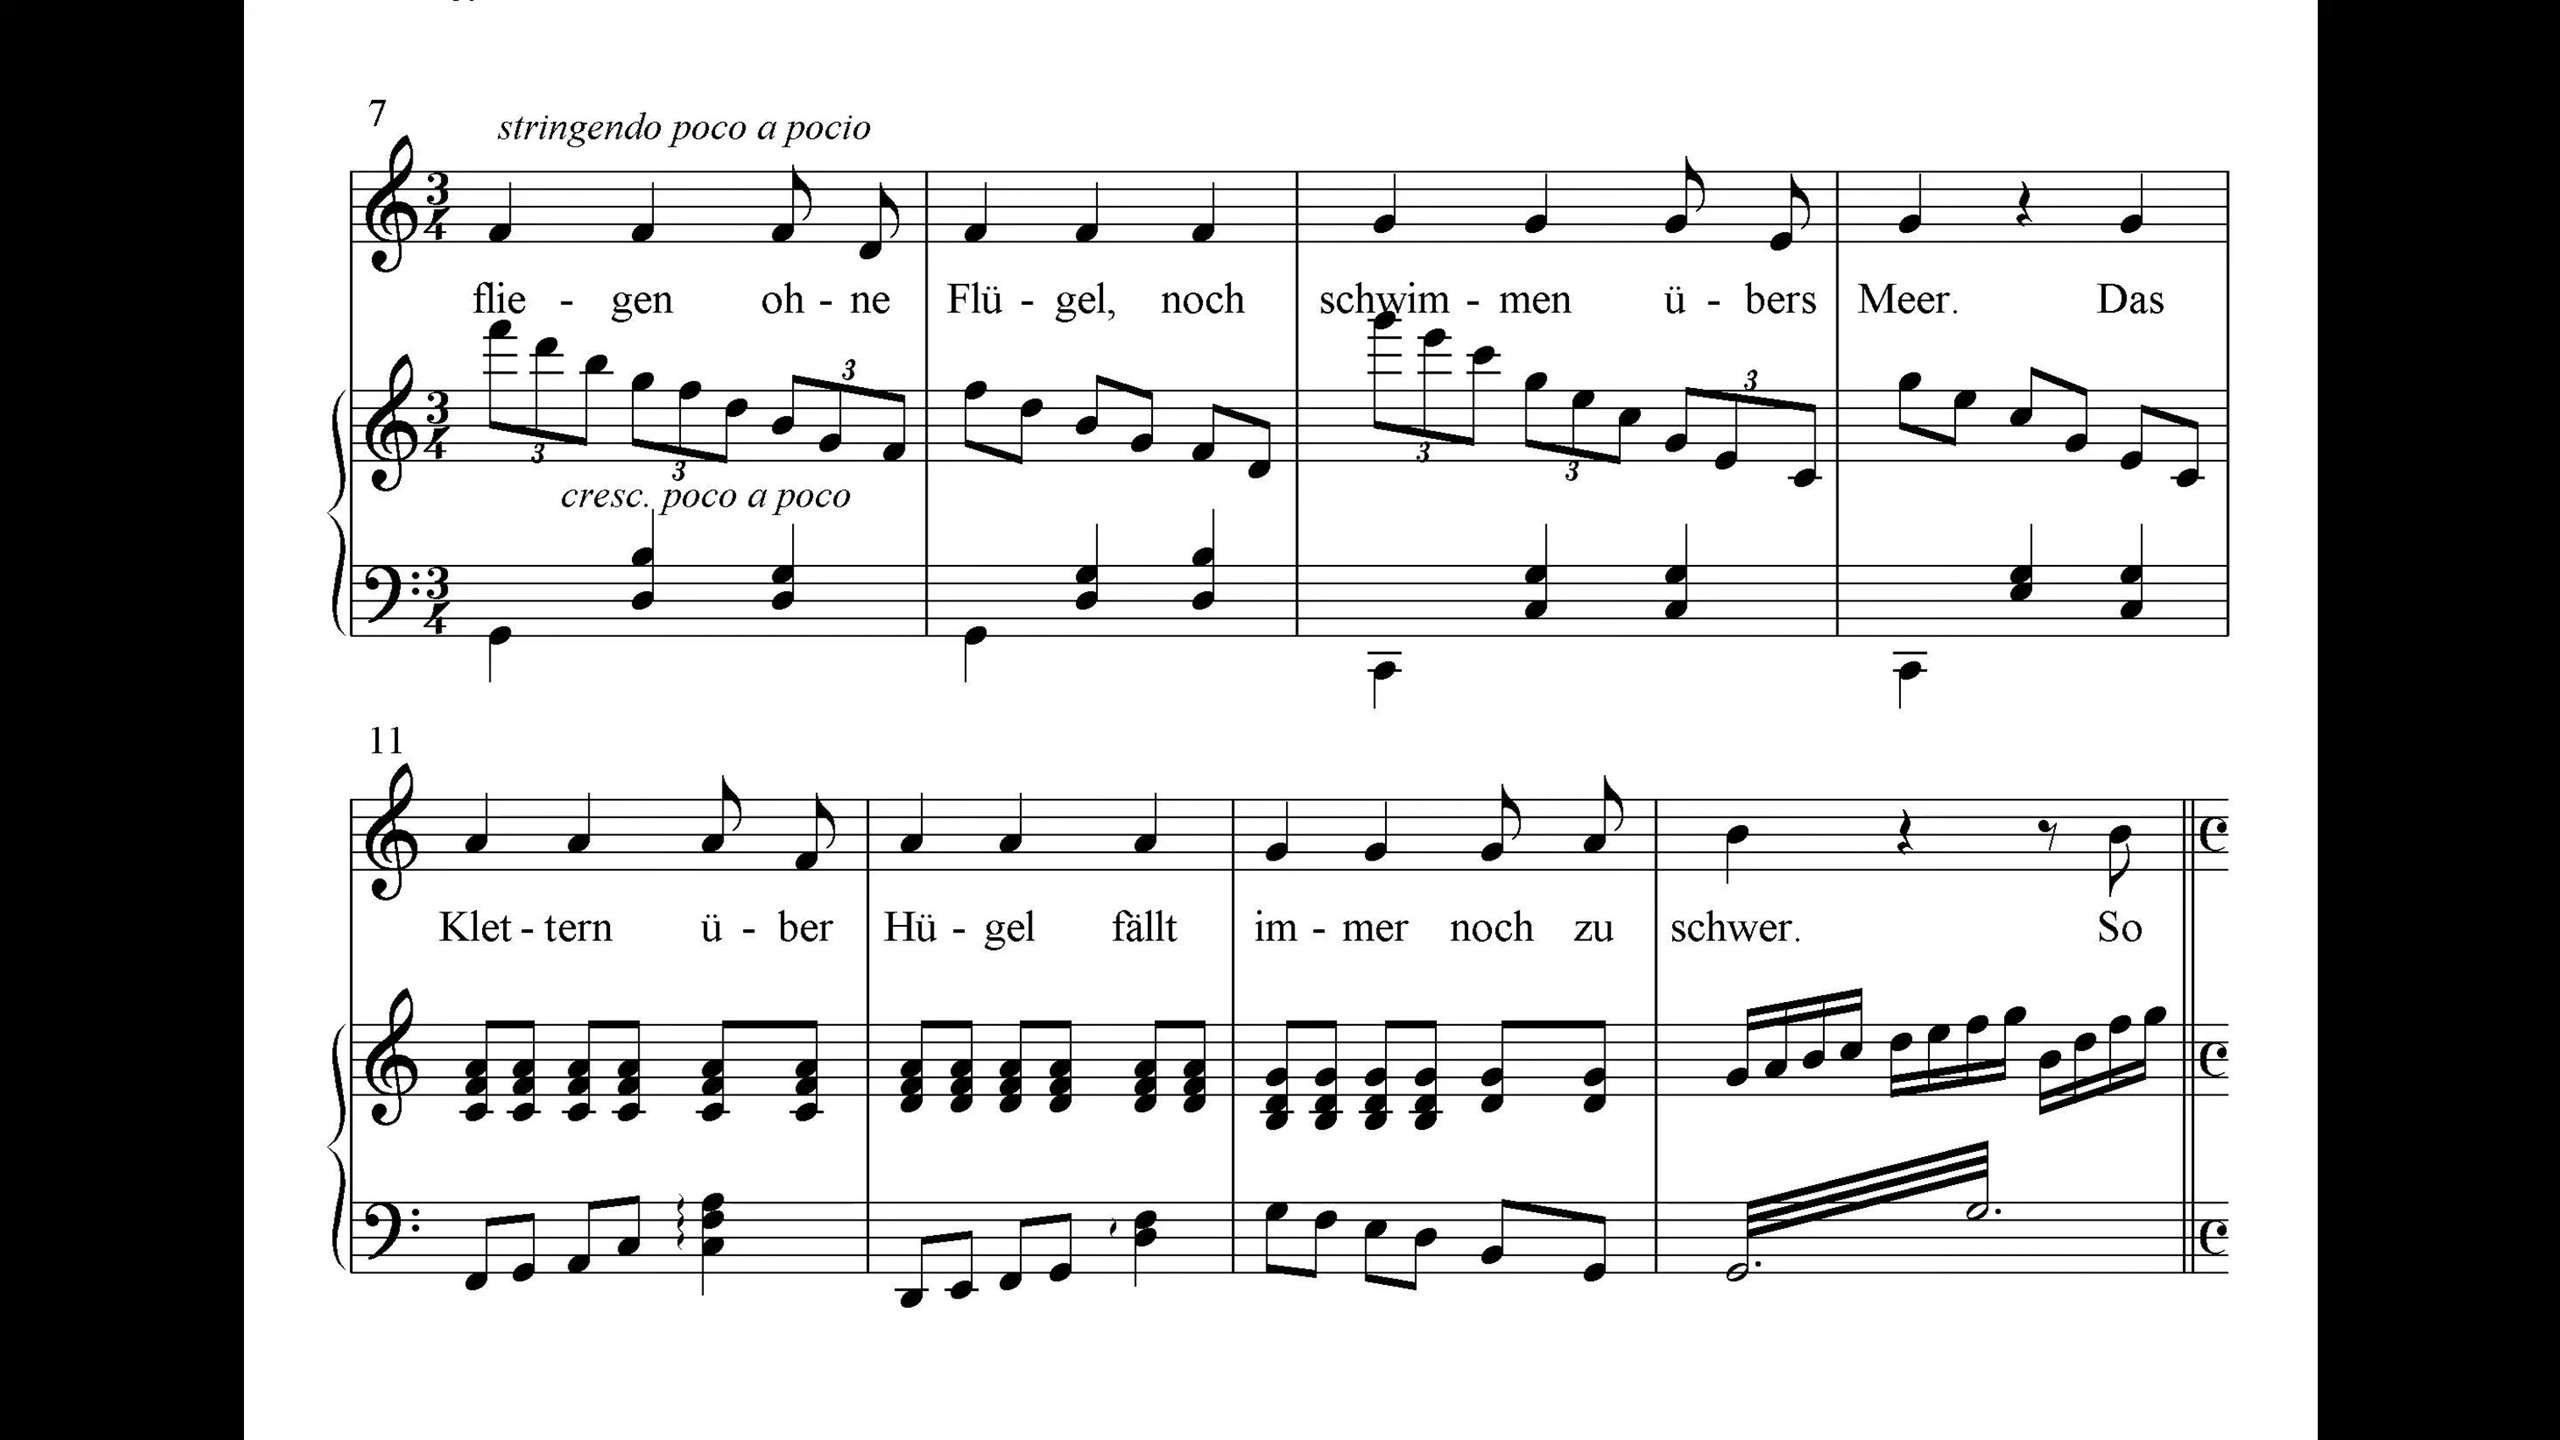 7
stringendo poco a pocio
flie - gen oh - ne Flü - gel, noch schwim - men ü - bers Meer. Das
3 3 3 3 3 3
cresc. poco a poco
11
Klet - tern ü - ber Hü - gel fällt im - mer noch zu schwer. So